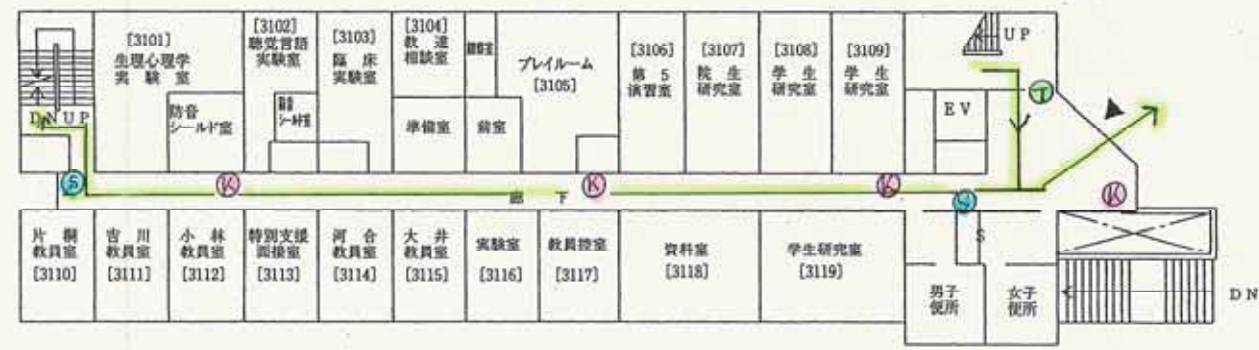 [3101]
生理心理学
実験室
防音
シールド室
[3102]
聴覚言語
実験室
[3103]
臨床
実験室
[3104]
教道
相談室
準備室
前室
プレイルーム
[3105]
[3106]
第5
演習室
[3107]
院生
研究室
[3108]
学生
研究室
[3109]
学生
研究室
UP
T
EV
DN UP
S
K
K
K
S
K
廊下
片桐
教員室
[3110]
吉川
教員室
[3111]
小林
教員室
[3112]
特別支援
面接室
[3113]
河合
教員室
[3114]
大井
教員室
[3115]
実験室
[3116]
教員控室
[3117]
資料室
[3118]
学生研究室
[3119]
S
男子
便所
女子
便所
DN